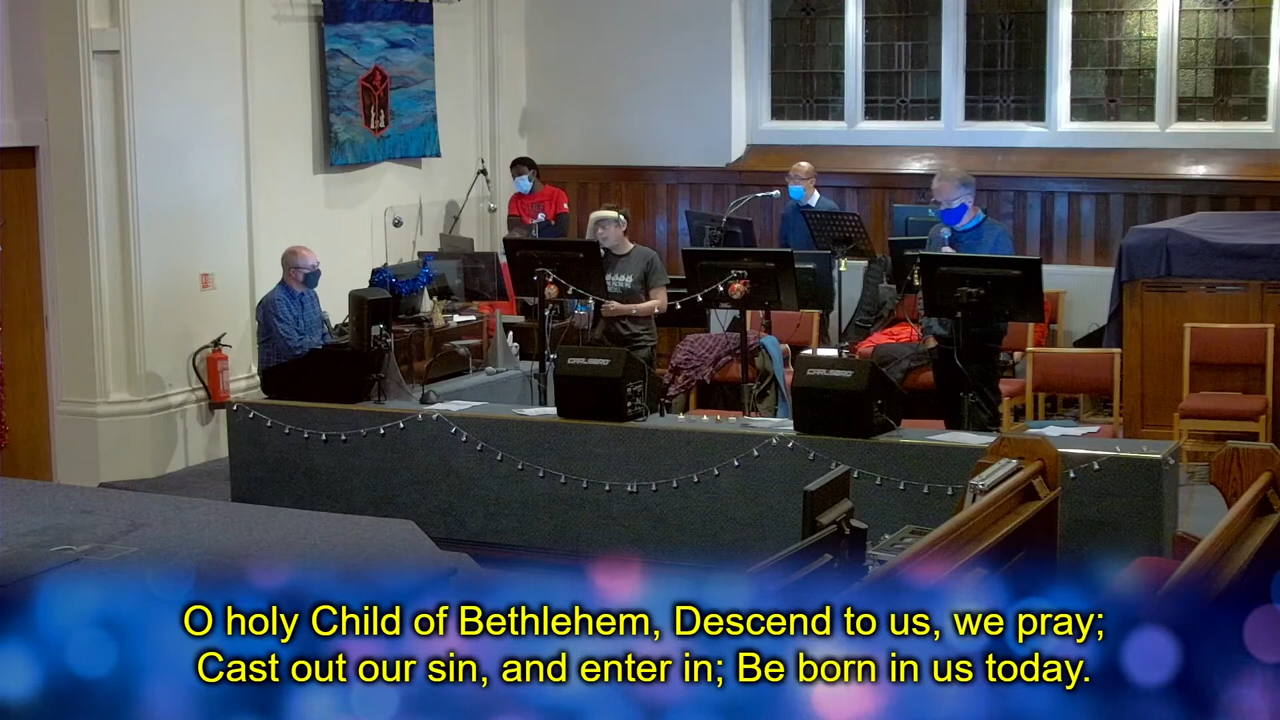 CARLSBRO
CARLSBRO
O holy Child of Bethlehem, Descend to us, we pray;
Cast out our sin, and enter in; Be born in us today.